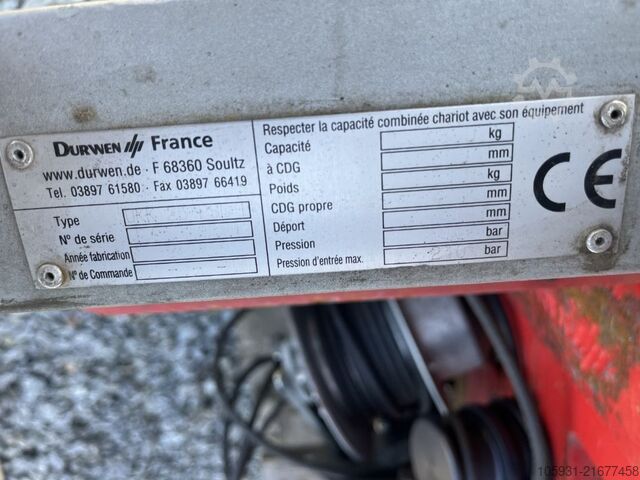 DURWEN France
www.durwen.de · F 68360 Soultz
Tel. 03897 61580 · Fax 03897 66419
Type
N° de série
Année fabrication
N° de Commande
Respecter la capacité combinée chariot avec son équipement
Capacité kg
à CDG mm
Poids kg
CDG propre mm
Déport mm
Pression bar
Pression d'entrée max. bar
CE
105931-21677458